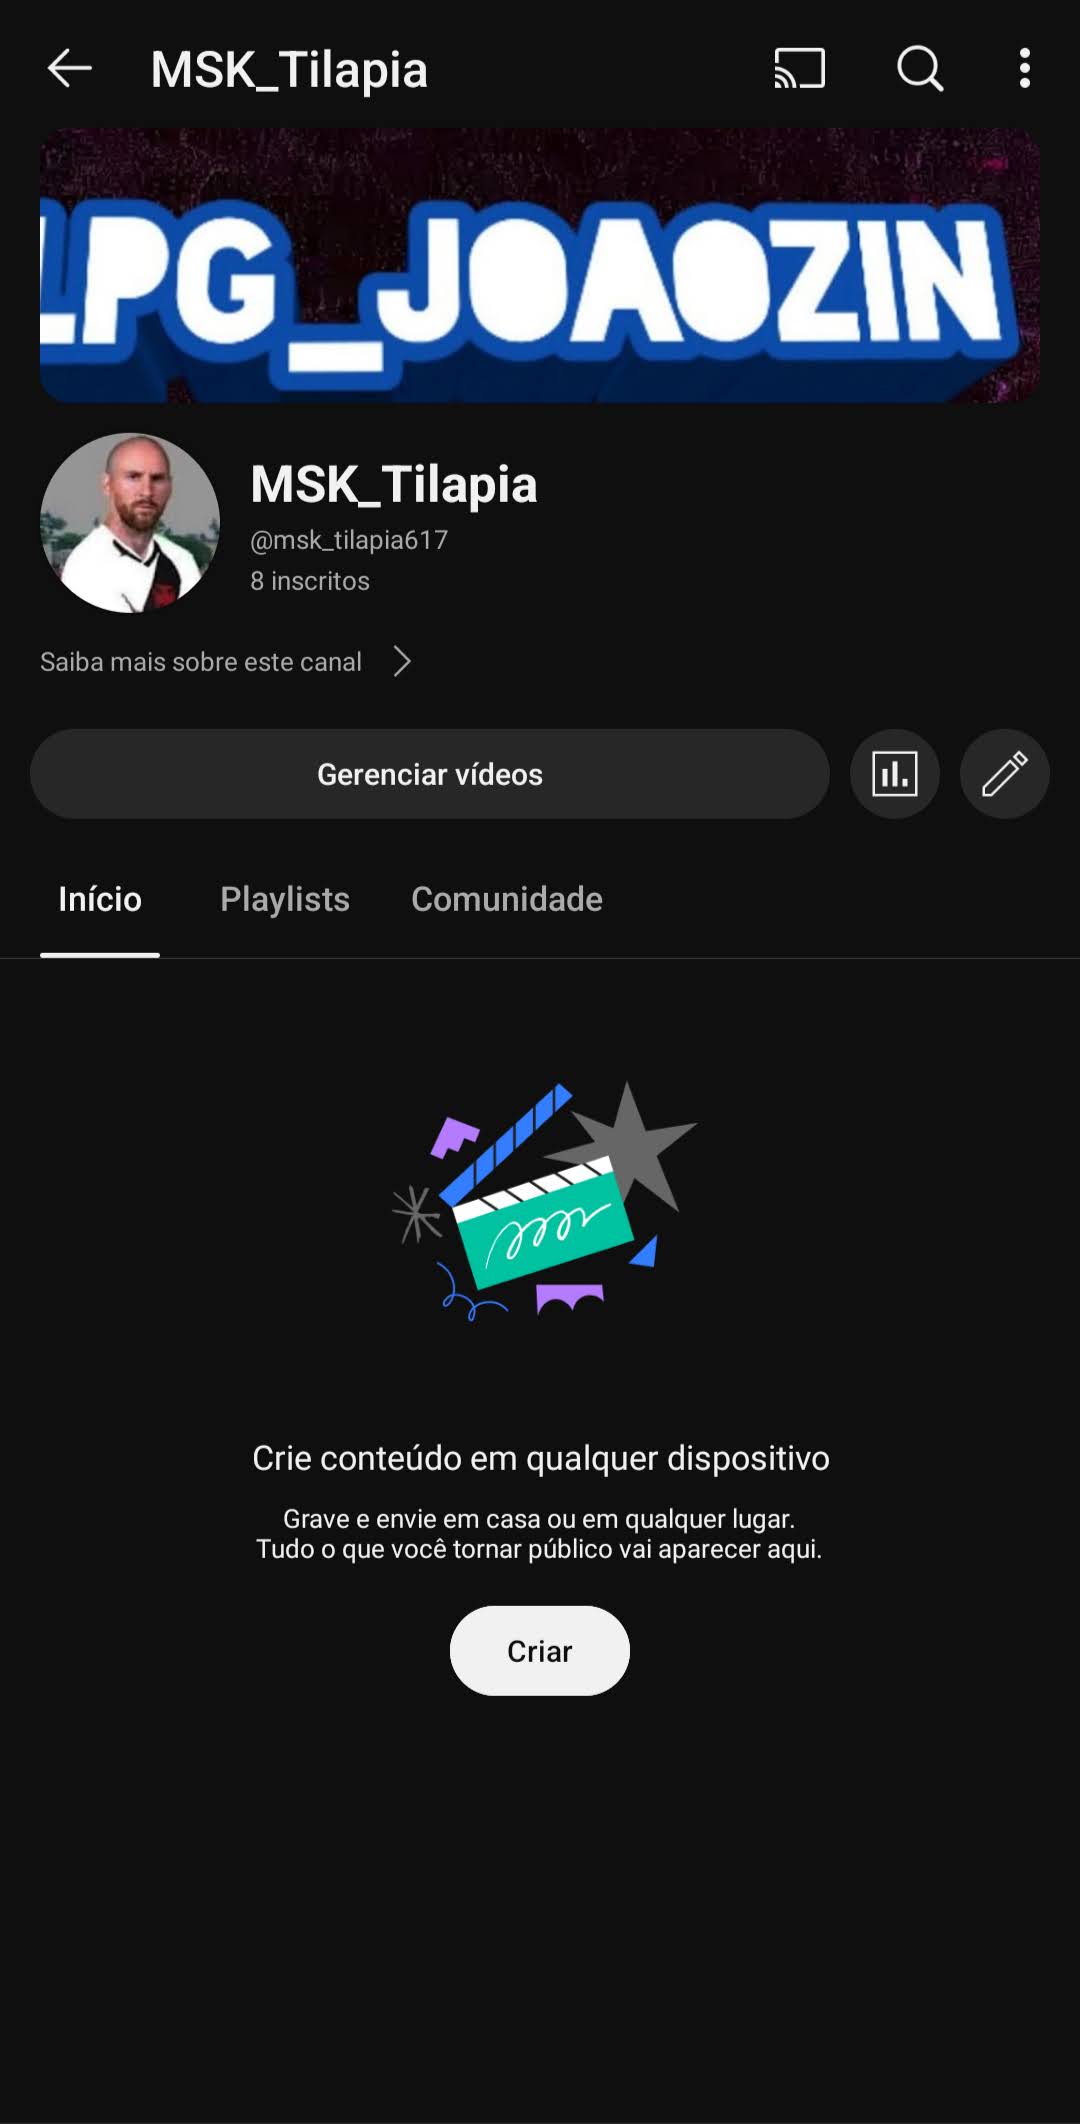 MSK_Tilapia
LPG_JOAOZIN
MSK_Tilapia
@msk_tilapia617
8 inscritos
Saiba mais sobre este canal
Gerenciar vídeos
Início Playlists Comunidade
Crie conteúdo em qualquer dispositivo
Grave e envie em casa ou em qualquer lugar.
Tudo o que você tornar público vai aparecer aqui.
Criar